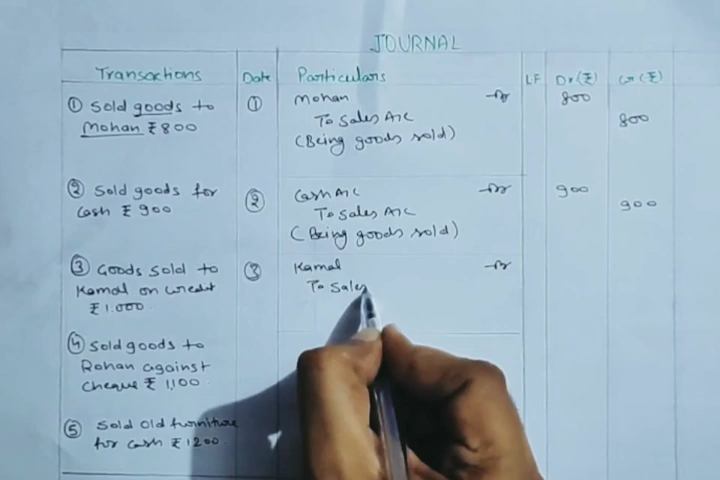 JOURNAL
Transactions Date Particulars LF Dr (₹) Cr (₹)
① Sold goods to ① Mohan Dr 800
Mohan ₹ 800 To Sales A/c 800
(Being goods sold)
② Sold goods for ② Cash A/c Dr 900
Cash ₹ 900 To Sales A/c 900
(Being goods sold)
③ Goods sold to ③ Kamal Dr
Kamal on credit To Sales
₹ 1,000
④ Sold goods to
Rohan against
cheque ₹ 1,100
⑤ Sold Old furniture
for cash ₹ 1200